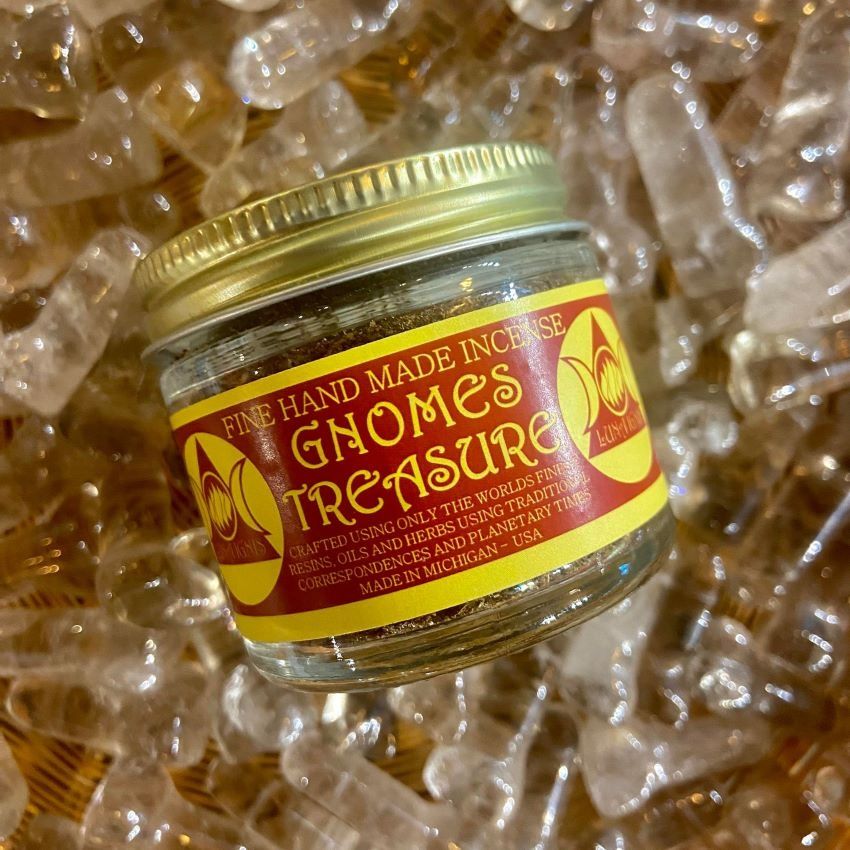 FINE HAND MADE INCENSE
GNOMES
TREASURE
CRAFTED USING ONLY THE WORLDS FINEST
RESINS, OILS AND HERBS USING TRADITIONAL
CORRESPONDENCES AND PLANETARY TIMES
MADE IN MICHIGAN ~ USA